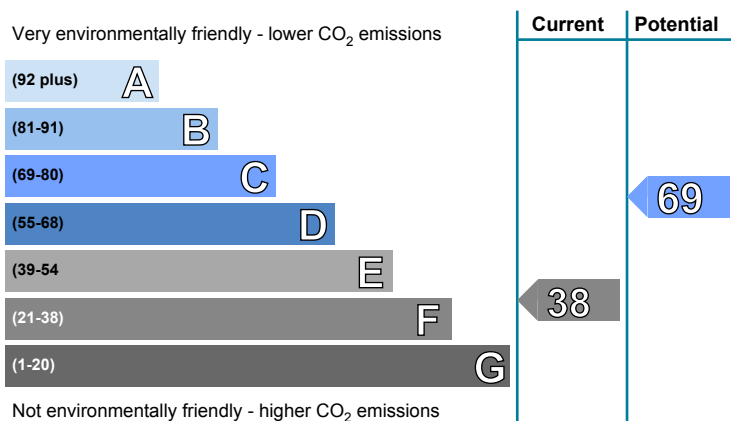 Very environmentally friendly - lower CO2 emissions
Current
Potential
(92 plus) A
(81-91) B
(69-80) C
69
(55-68) D
(39-54 E
38
(21-38) F
(1-20) G
Not environmentally friendly - higher CO2 emissions